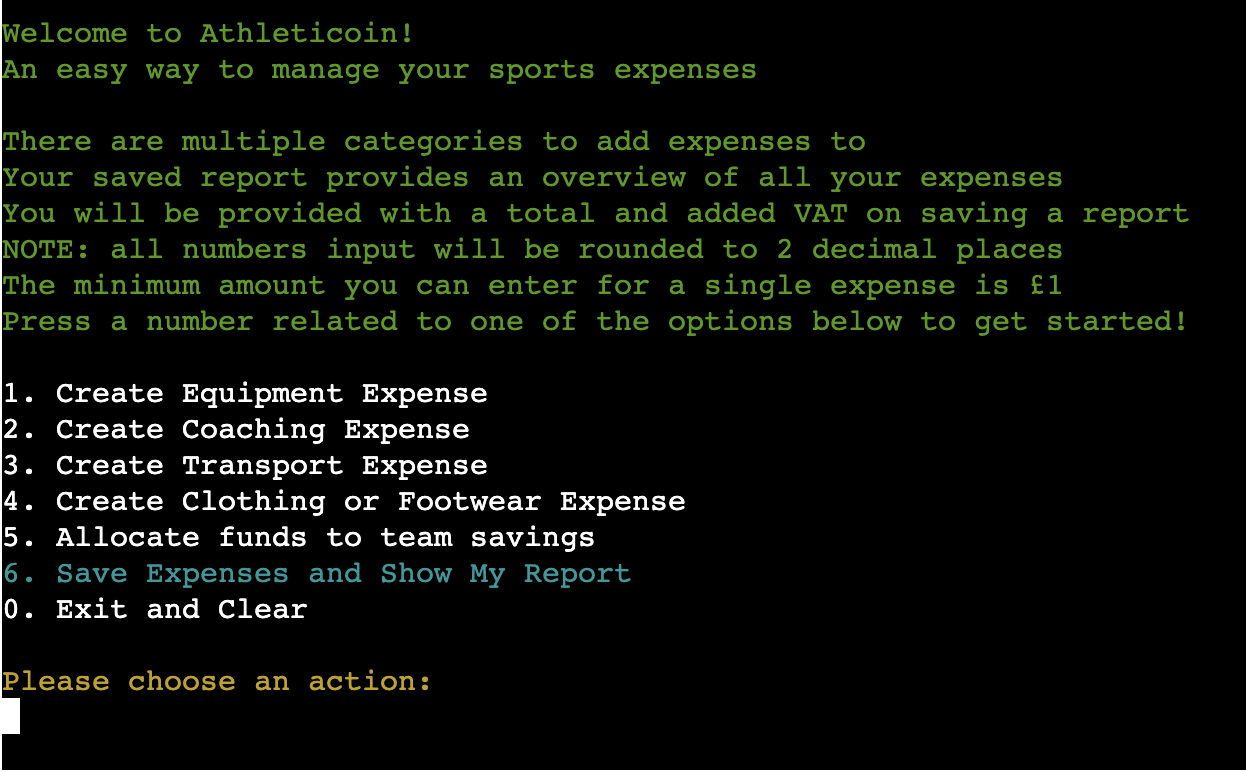 Welcome to Athleticoin!
An easy way to manage your sports expenses
There are multiple categories to add expenses to
Your saved report provides an overview of all your expenses
You will be provided with a total and added VAT on saving a report
NOTE: all numbers input will be rounded to 2 decimal places
The minimum amount you can enter for a single expense is £1
Press a number related to one of the options below to get started!
1. Create Equipment Expense
2. Create Coaching Expense
3. Create Transport Expense
4. Create Clothing or Footwear Expense
5. Allocate funds to team savings
6. Save Expenses and Show My Report
0. Exit and Clear
Please choose an action: